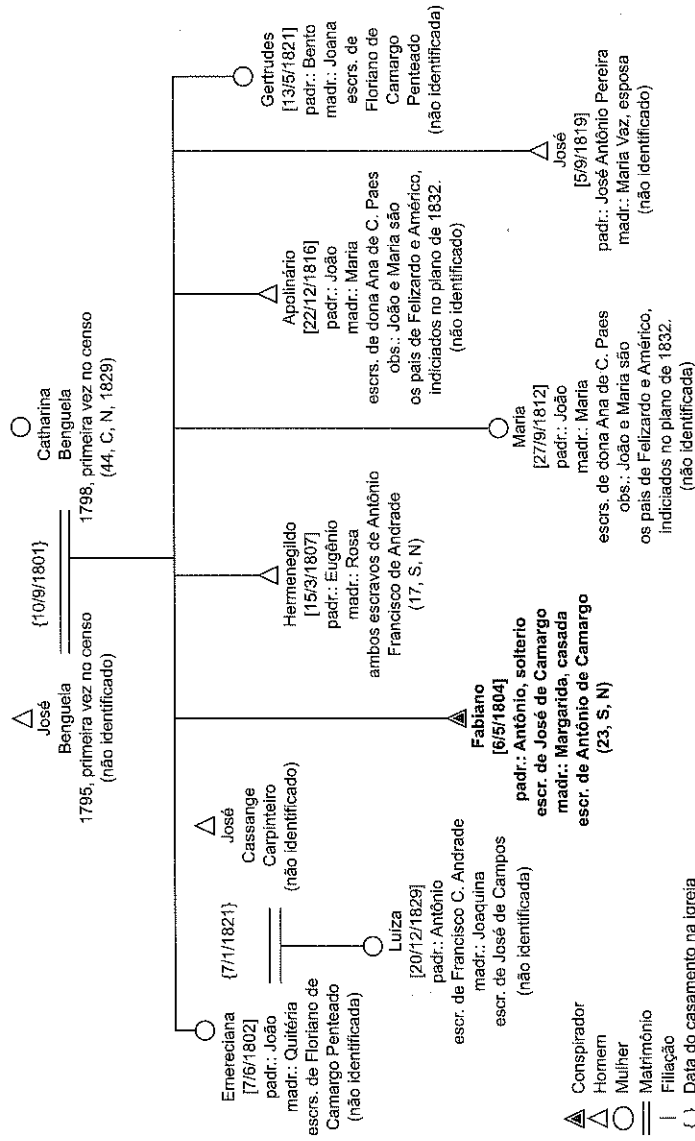 {10/9/1801}
José
Benguela
1795, primeira vez no censo
(não identificado)
Catharina
Benguela
1798, primeira vez no censo
(44, C, N, 1829)
Emereciana
[7/6/1802]
padr.: João
madr.: Quitéria
escrs. de Floriano de
Camargo Penteado
(não identificada)
{7/1/1821}
José
Cassange
Carpinteiro
(não identificado)
Luíza
[20/12/1829]
padr.: Antônio
escr. de Francisco C. Andrade
madr.: Joaquina
escr. de José de Campos
(não identificada)
Fabiano
[6/5/1804]
padr.: Antônio, solterio
escr. de José de Camargo
madr.: Margarida, casada
escr. de Antônio de Camargo
(23, S, N)
Hermenegildo
[15/3/1807]
padr.: Eugênio
madr.: Rosa
ambos escravos de Antônio
Francisco de Andrade
(17, S, N)
Maria
[27/9/1812]
padr.: João
madr.: Maria
escrs. de dona Ana de C. Paes
obs.: João e Maria são
os pais de Felizardo e Américo,
indiciados no plano de 1832.
(não identificada)
Apolinário
[22/12/1816]
padr.: João
madr.: Maria
escrs. de dona Ana de C. Paes
obs.: João e Maria são
os pais de Felizardo e Américo,
indiciados no plano de 1832.
(não identificado)
José
[5/9/1819]
padr.: José Antônio Pereira
madr.: Maria Vaz, esposa
(não identificado)
Gertrudes
[13/5/1821]
padr.: Bento
madr.: Joana
escrs. de
Floriano de
Camargo
Penteado
(não identificada)
Conspirador
Homem
Mulher
Matrimônio
Filiação
{ } Data do casamento na igreja